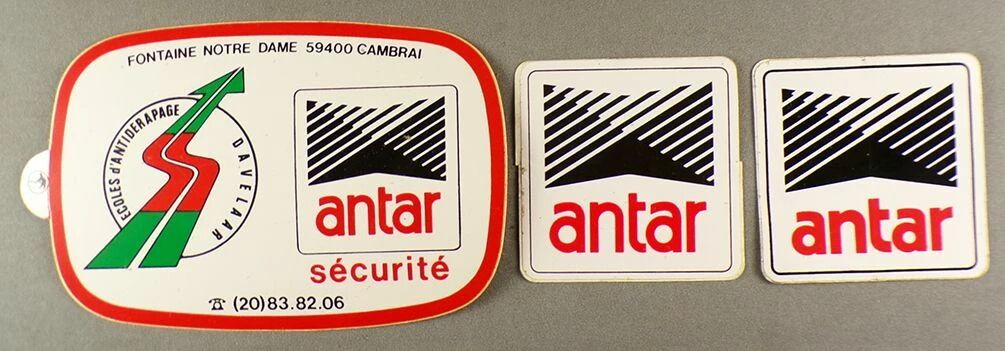 FONTAINE NOTRE DAME 59400 CAMBRAI
ECOLES d'ANTIDERAPAGE
DAVELAAR
antar
sécurité
☎ (20)83.82.06
antar
antar